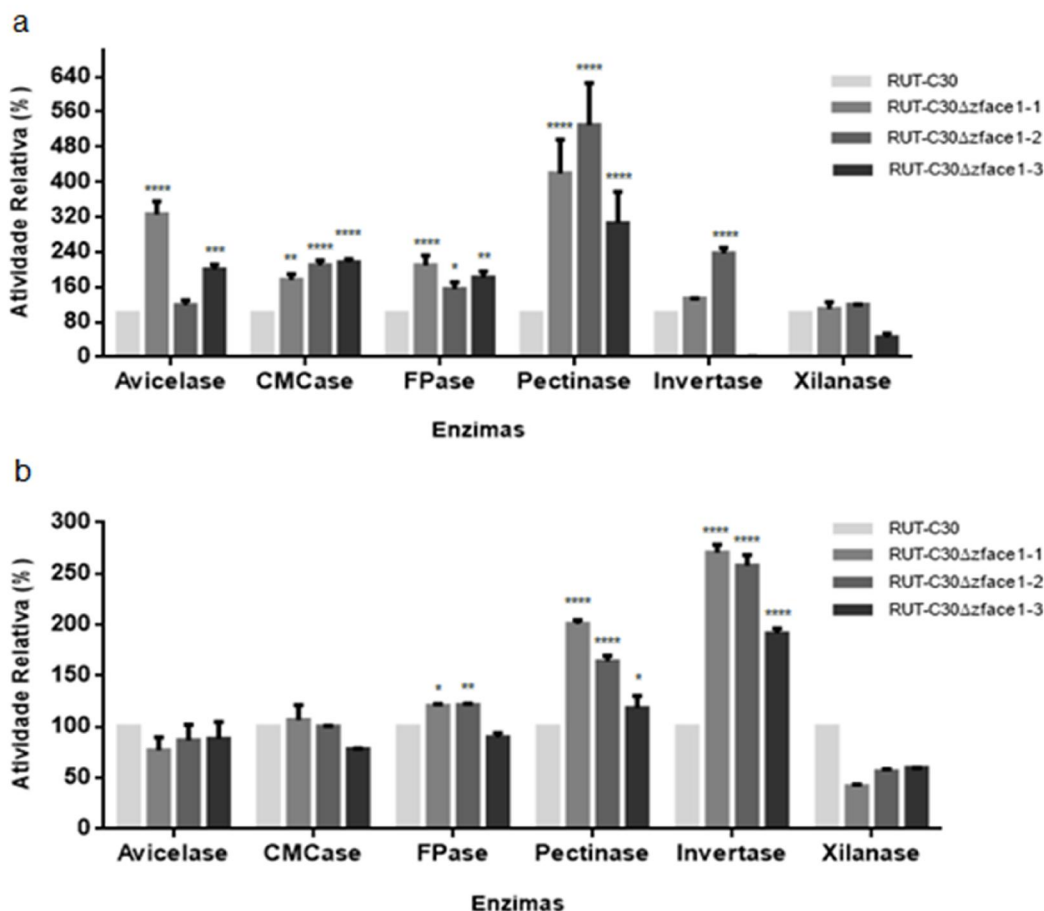 a
Atividade Relativa (%)
640
560
480
400
320
240
160
80
0
**** *** ** **** **** **** * ** **** **** **** ****
Avicelase CMCase FPase Pectinase Invertase Xilanase
Enzimas
RUT-C30
RUT-C30Δzface1-1
RUT-C30Δzface1-2
RUT-C30Δzface1-3
b
Atividade Relativa (%)
300
250
200
150
100
50
0
* ** **** **** * **** **** ****
Avicelase CMCase FPase Pectinase Invertase Xilanase
Enzimas
RUT-C30
RUT-C30Δzface1-1
RUT-C30Δzface1-2
RUT-C30Δzface1-3